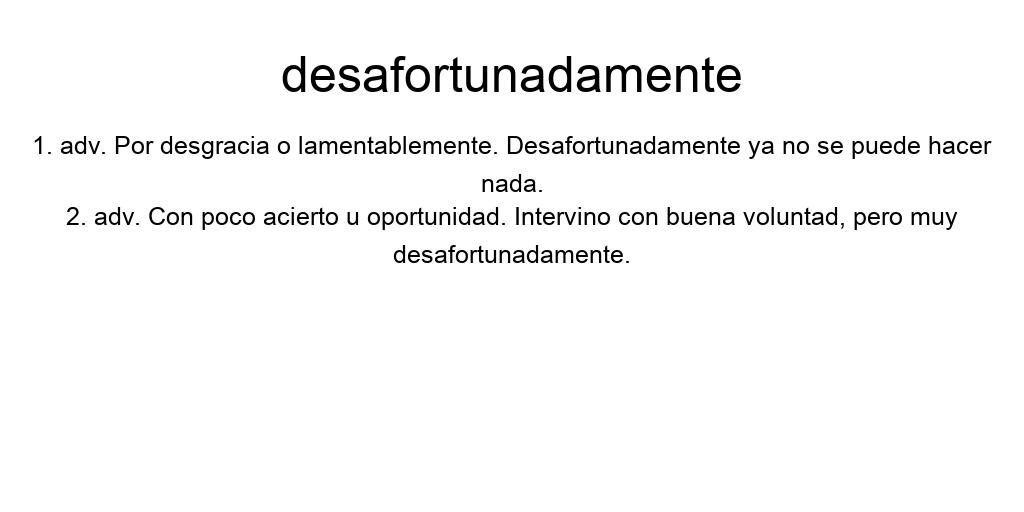 desafortunadamente
1. adv. Por desgracia o lamentablemente. Desafortunadamente ya no se puede hacer
nada.
2. adv. Con poco acierto u oportunidad. Intervino con buena voluntad, pero muy
desafortunadamente.